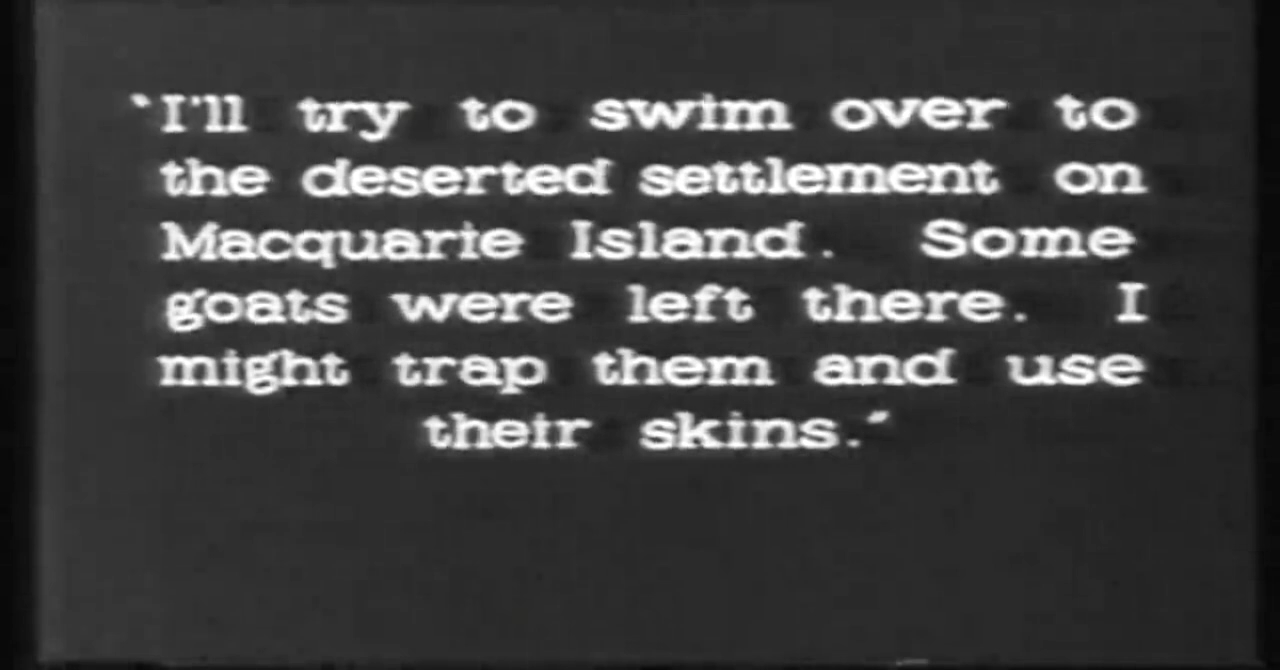 'I'll try to swim over to
the deserted settlement on
Macquarie Island. Some
goats were left there. I
might trap them and use
their skins.'